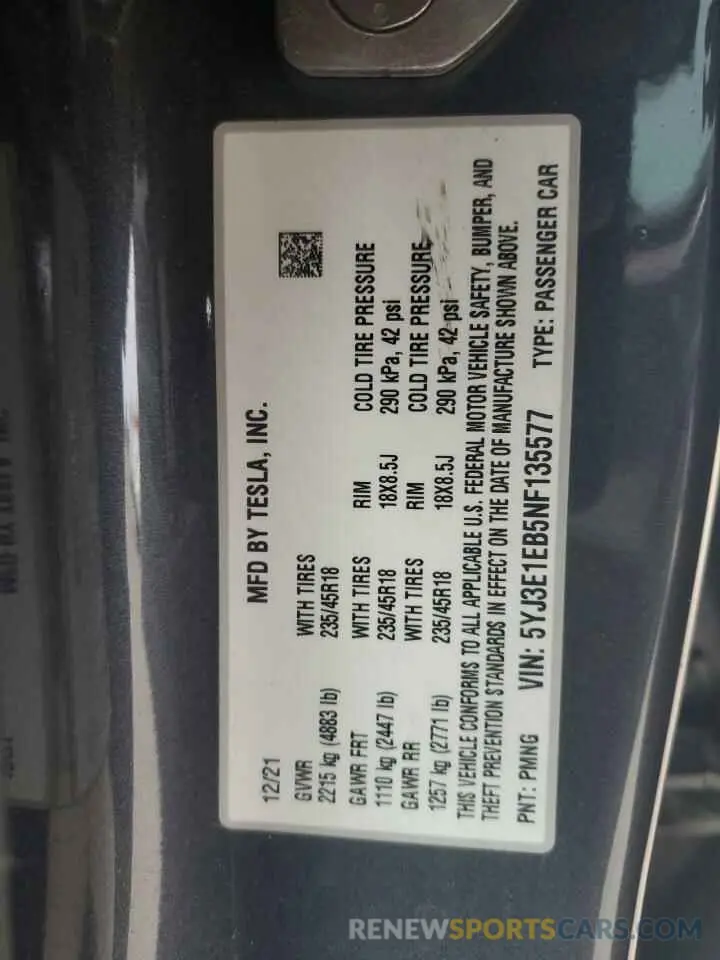 MFD BY TESLA, INC.
12/21
GVWR WITH TIRES
2215 kg (4883 lb) 235/45R18
GAWR FRT WITH TIRES RIM COLD TIRE PRESSURE
1110 kg (2447 lb) 235/45R18 18X8.5J 290 kPa, 42 psi
GAWR RR WITH TIRES RIM COLD TIRE PRESSURE
1257 kg (2771 lb) 235/45R18 18X8.5J 290 kPa, 42 psi
THIS VEHICLE CONFORMS TO ALL APPLICABLE U.S. FEDERAL MOTOR VEHICLE SAFETY, BUMPER, AND
THEFT PREVENTION STANDARDS IN EFFECT ON THE DATE OF MANUFACTURE SHOWN ABOVE.
PNT: PMNG VIN: 5YJ3E1EB5NF135577 TYPE: PASSENGER CAR
RENEWSPORTSCARS.COM